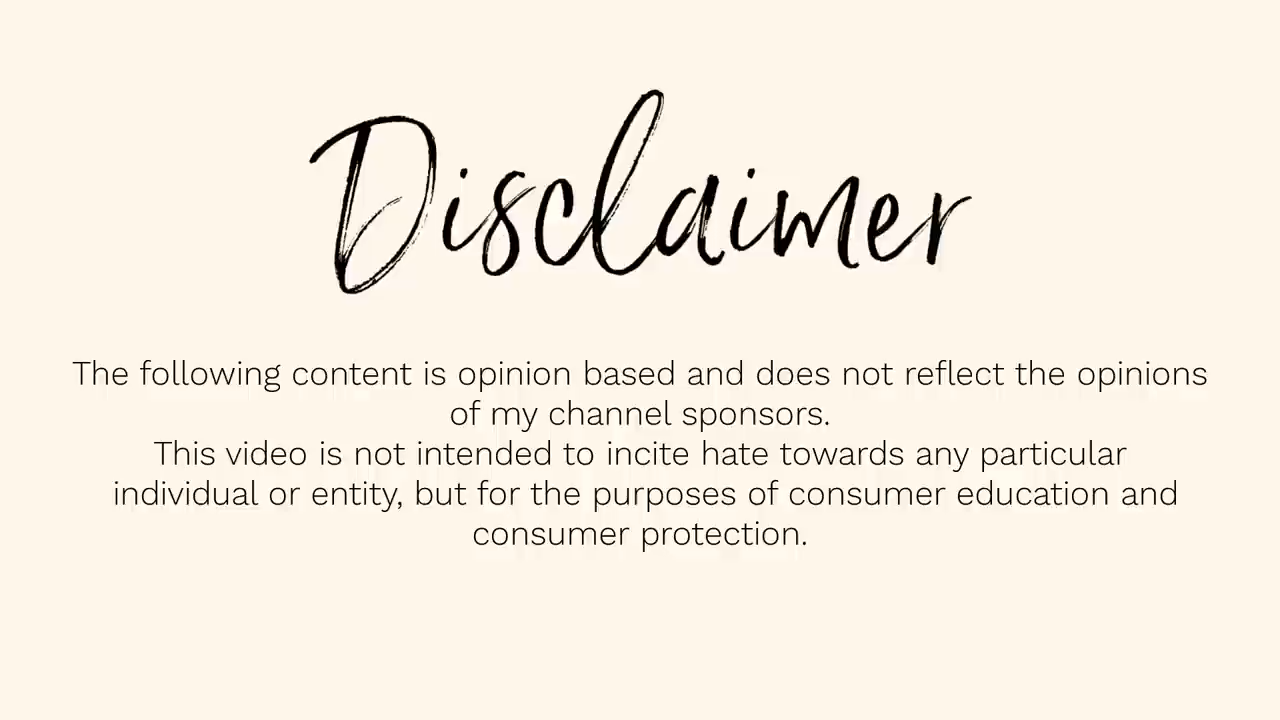 Disclaimer
The following content is opinion based and does not reflect the opinions
of my channel sponsors.
This video is not intended to incite hate towards any particular
individual or entity, but for the purposes of consumer education and
consumer protection.